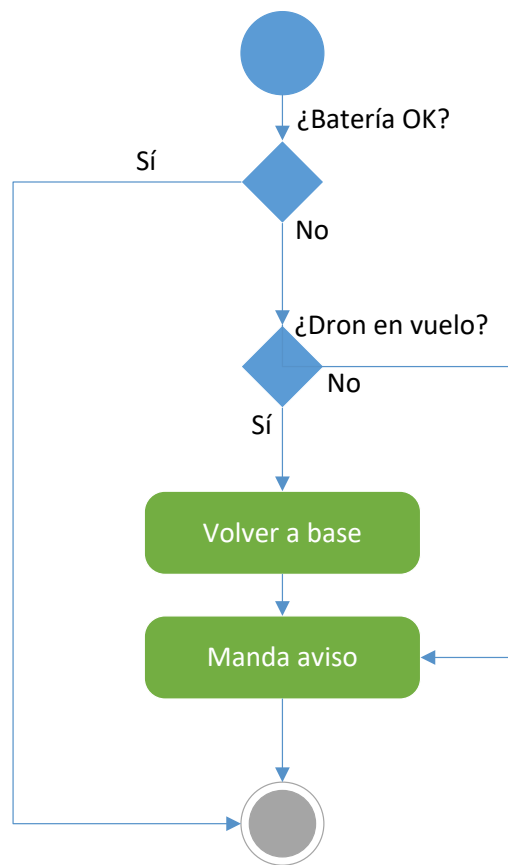 ¿Batería OK?
Sí
No
¿Dron en vuelo?
No
Sí
Volver a base
Manda aviso